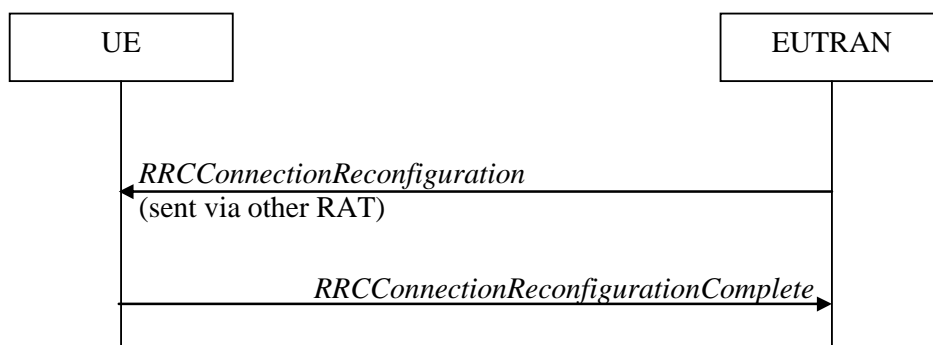 UE
EUTRAN
RRCConnectionReconfiguration
(sent via other RAT)
RRCConnectionReconfigurationComplete